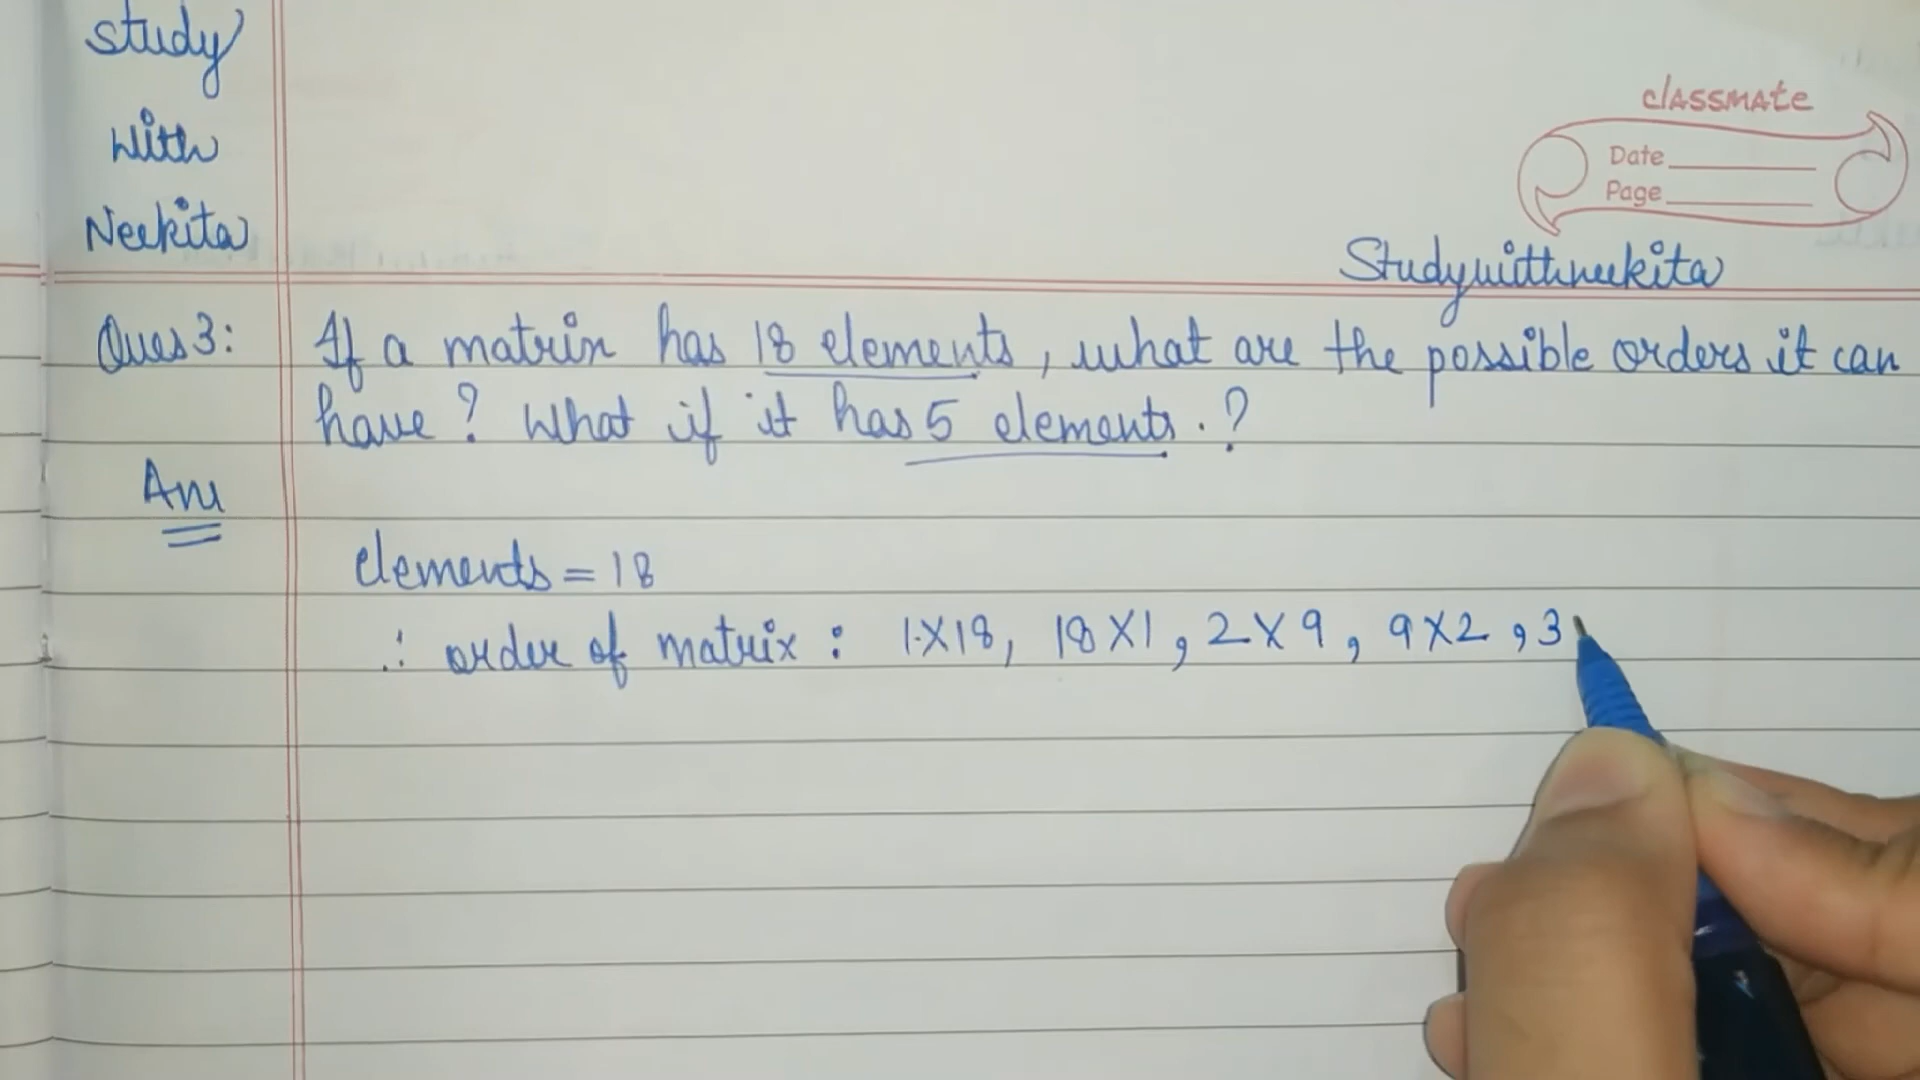 study
with
Neekita
classmate
Date
Page
Studywithneekita
Ques 3: If a matrix has 18 elements, what are the possible orders it can
have? What if it has 5 elements.?
Ans
elements = 18
∴ order of matrix : 1×18, 18×1, 2×9, 9×2, 3